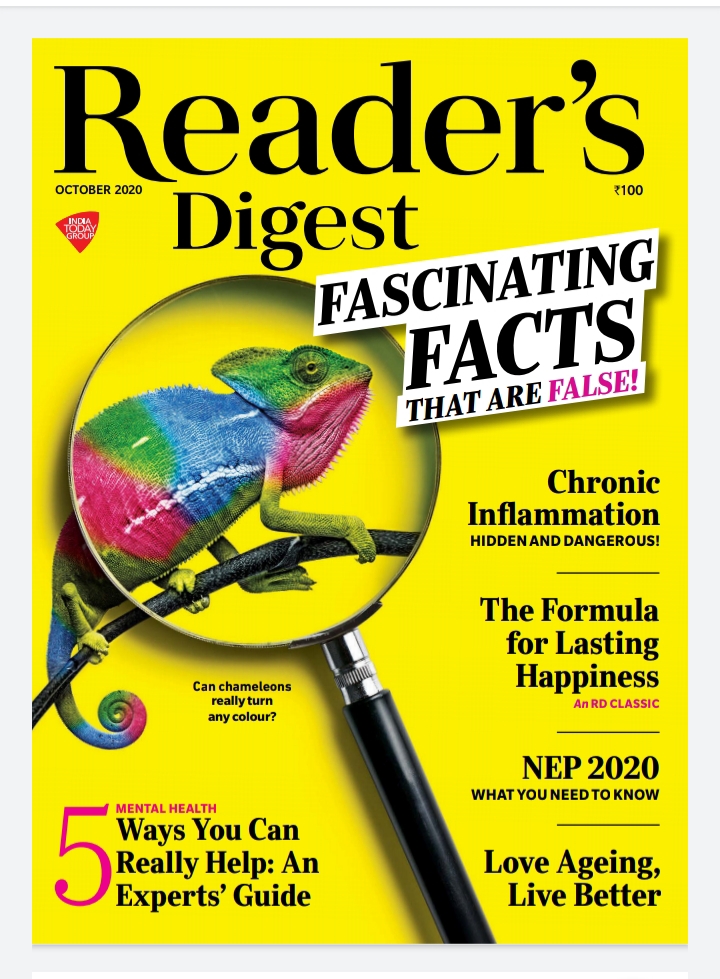 Reader's
OCTOBER 2020
₹100
Digest
INDIA
TODAY
GROUP
FASCINATING
FACTS
THAT ARE FALSE!
Chronic
Inflammation
HIDDEN AND DANGEROUS!
The Formula
for Lasting
Happiness
An RD CLASSIC
Can chameleons
really turn
any colour?
NEP 2020
WHAT YOU NEED TO KNOW
5
MENTAL HEALTH
Ways You Can
Really Help: An
Experts' Guide
Love Ageing,
Live Better